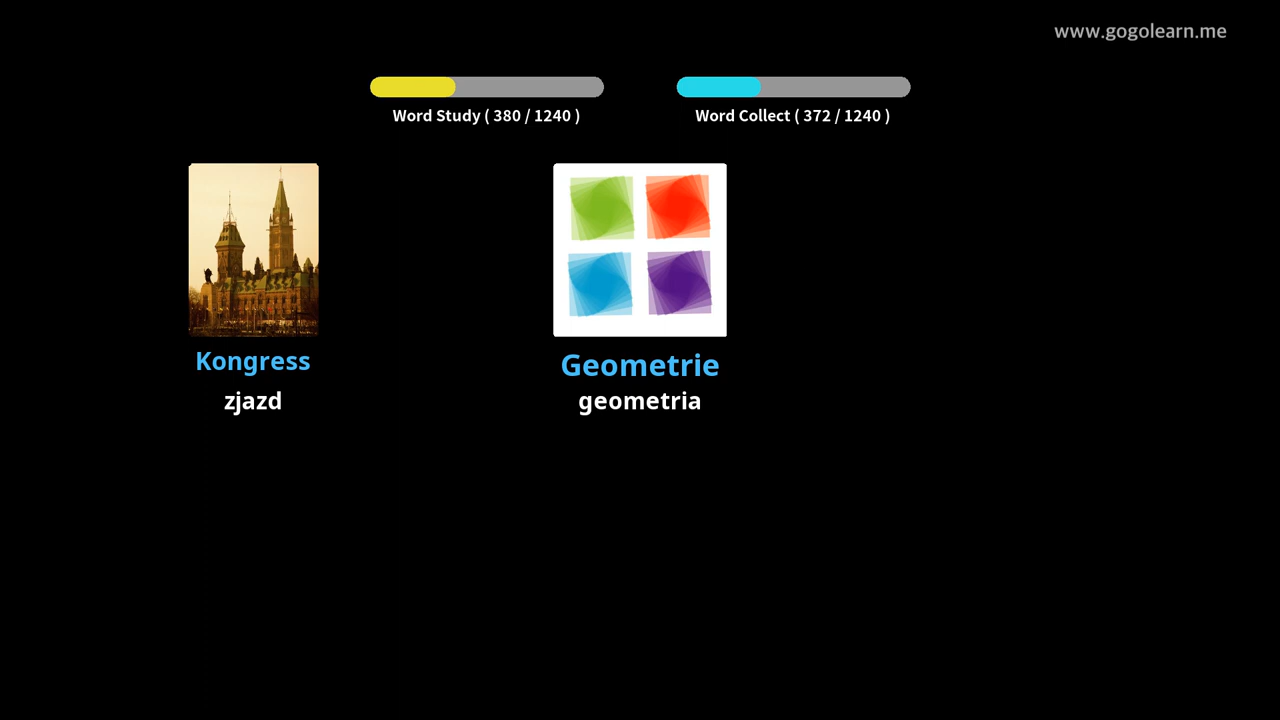 www.gogolearn.me
Word Study ( 380 / 1240 )
Word Collect ( 372 / 1240 )
Kongress
zjazd
Geometrie
geometria